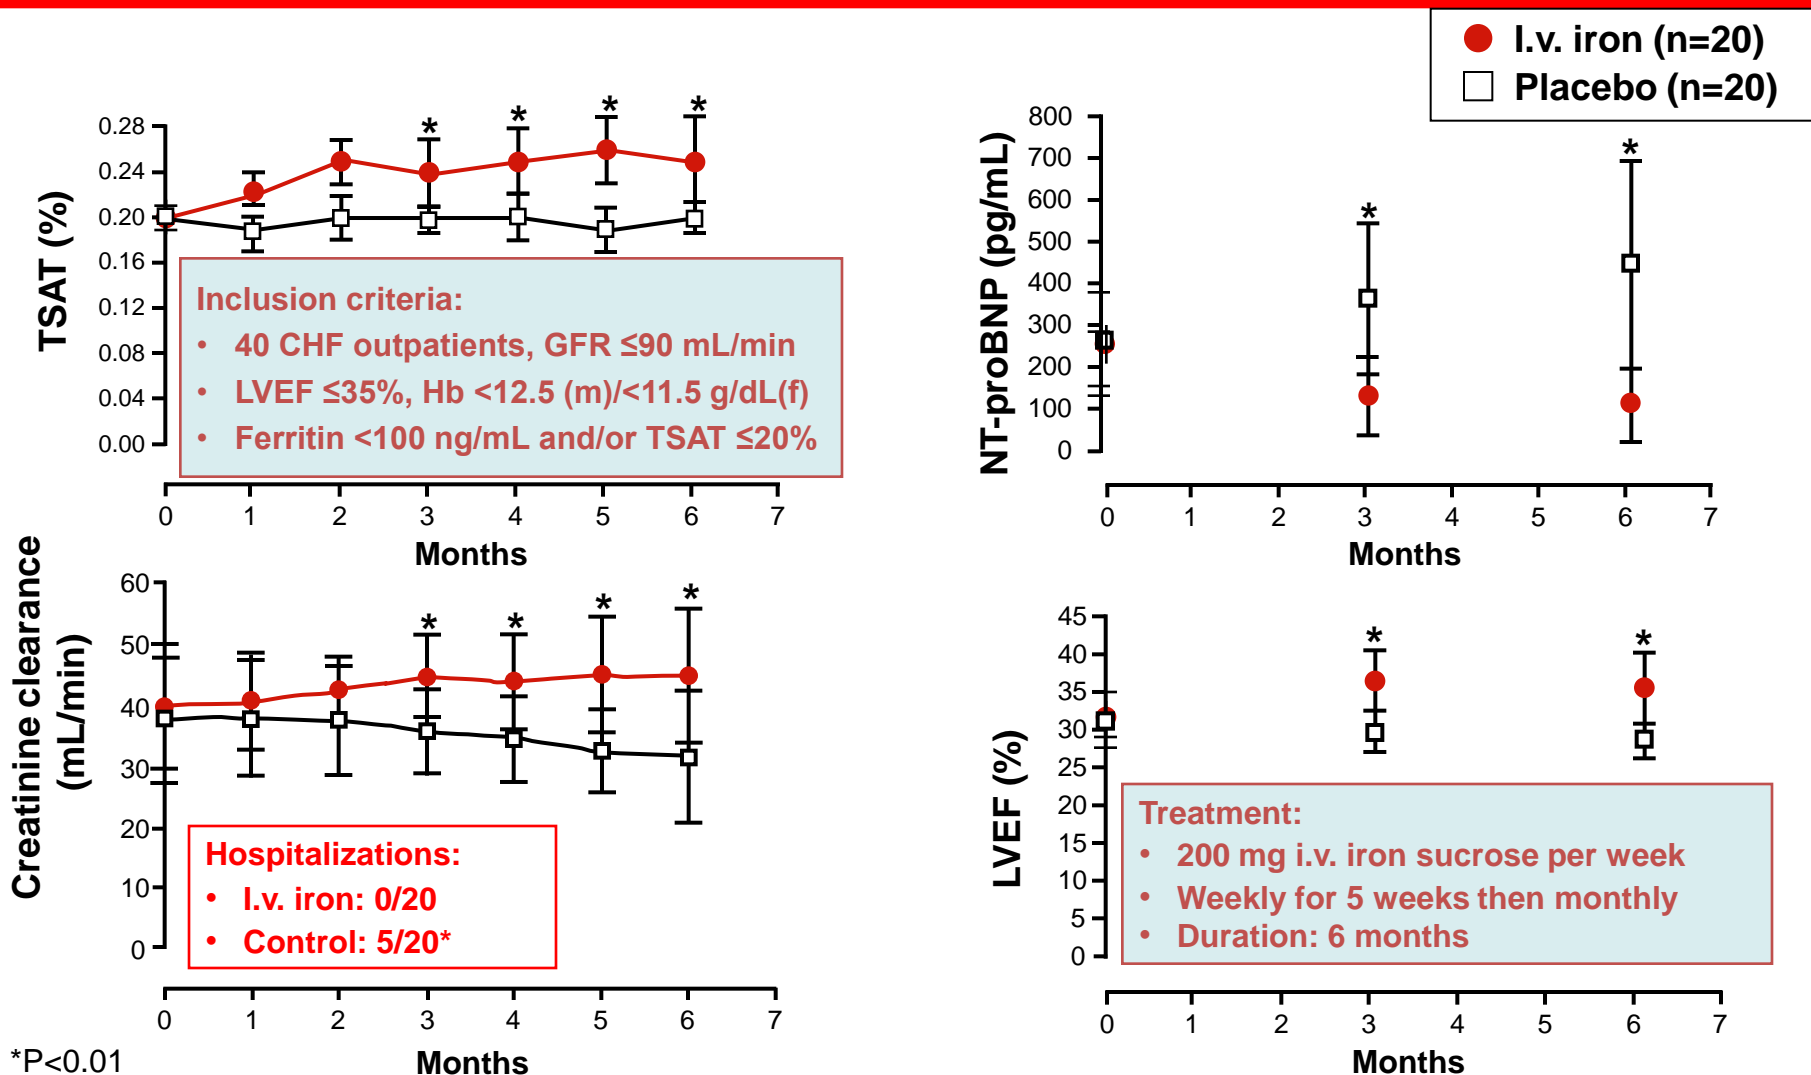 I.v. iron (n=20)
Placebo (n=20)
TSAT (%)
0.28
0.24
0.20
0.16
0.12
0.08
0.04
0.00
* * * *
Inclusion criteria:
• 40 CHF outpatients, GFR ≤90 mL/min
• LVEF ≤35%, Hb <12.5 (m)/<11.5 g/dL(f)
• Ferritin <100 ng/mL and/or TSAT ≤20%
0 1 2 3 4 5 6 7
Months
NT-proBNP (pg/mL)
800
700
600
500
400
300
200
100
0
* *
0 1 2 3 4 5 6 7
Months
Creatinine clearance
(mL/min)
60
50
40
30
20
10
0
* * * *
Hospitalizations:
• I.v. iron: 0/20
• Control: 5/20*
0 1 2 3 4 5 6 7
Months
LVEF (%)
45
40
35
30
25
20
15
10
5
0
* *
Treatment:
• 200 mg i.v. iron sucrose per week
• Weekly for 5 weeks then monthly
• Duration: 6 months
0 1 2 3 4 5 6 7
Months
*P<0.01